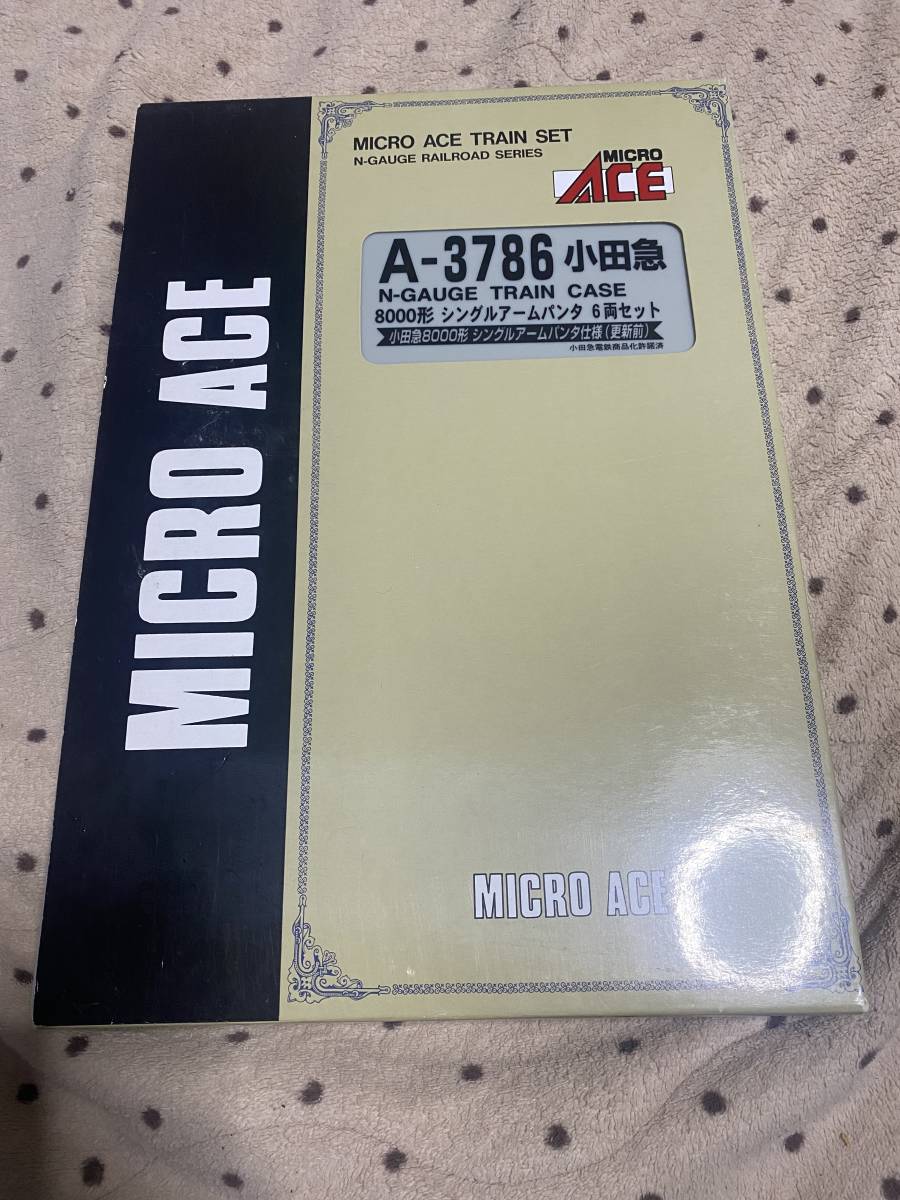 MICRO ACE
MICRO ACE TRAIN SET
N-GAUGE RAILROAD SERIES
MICRO
ACE
A-3786 小田急
N-GAUGE TRAIN CASE
8000形 シングルアームパンタ 6両セット
小田急8000形 シングルアームパンタ仕様(更新前)
小田急電鉄商品化許諾済
MICRO ACE